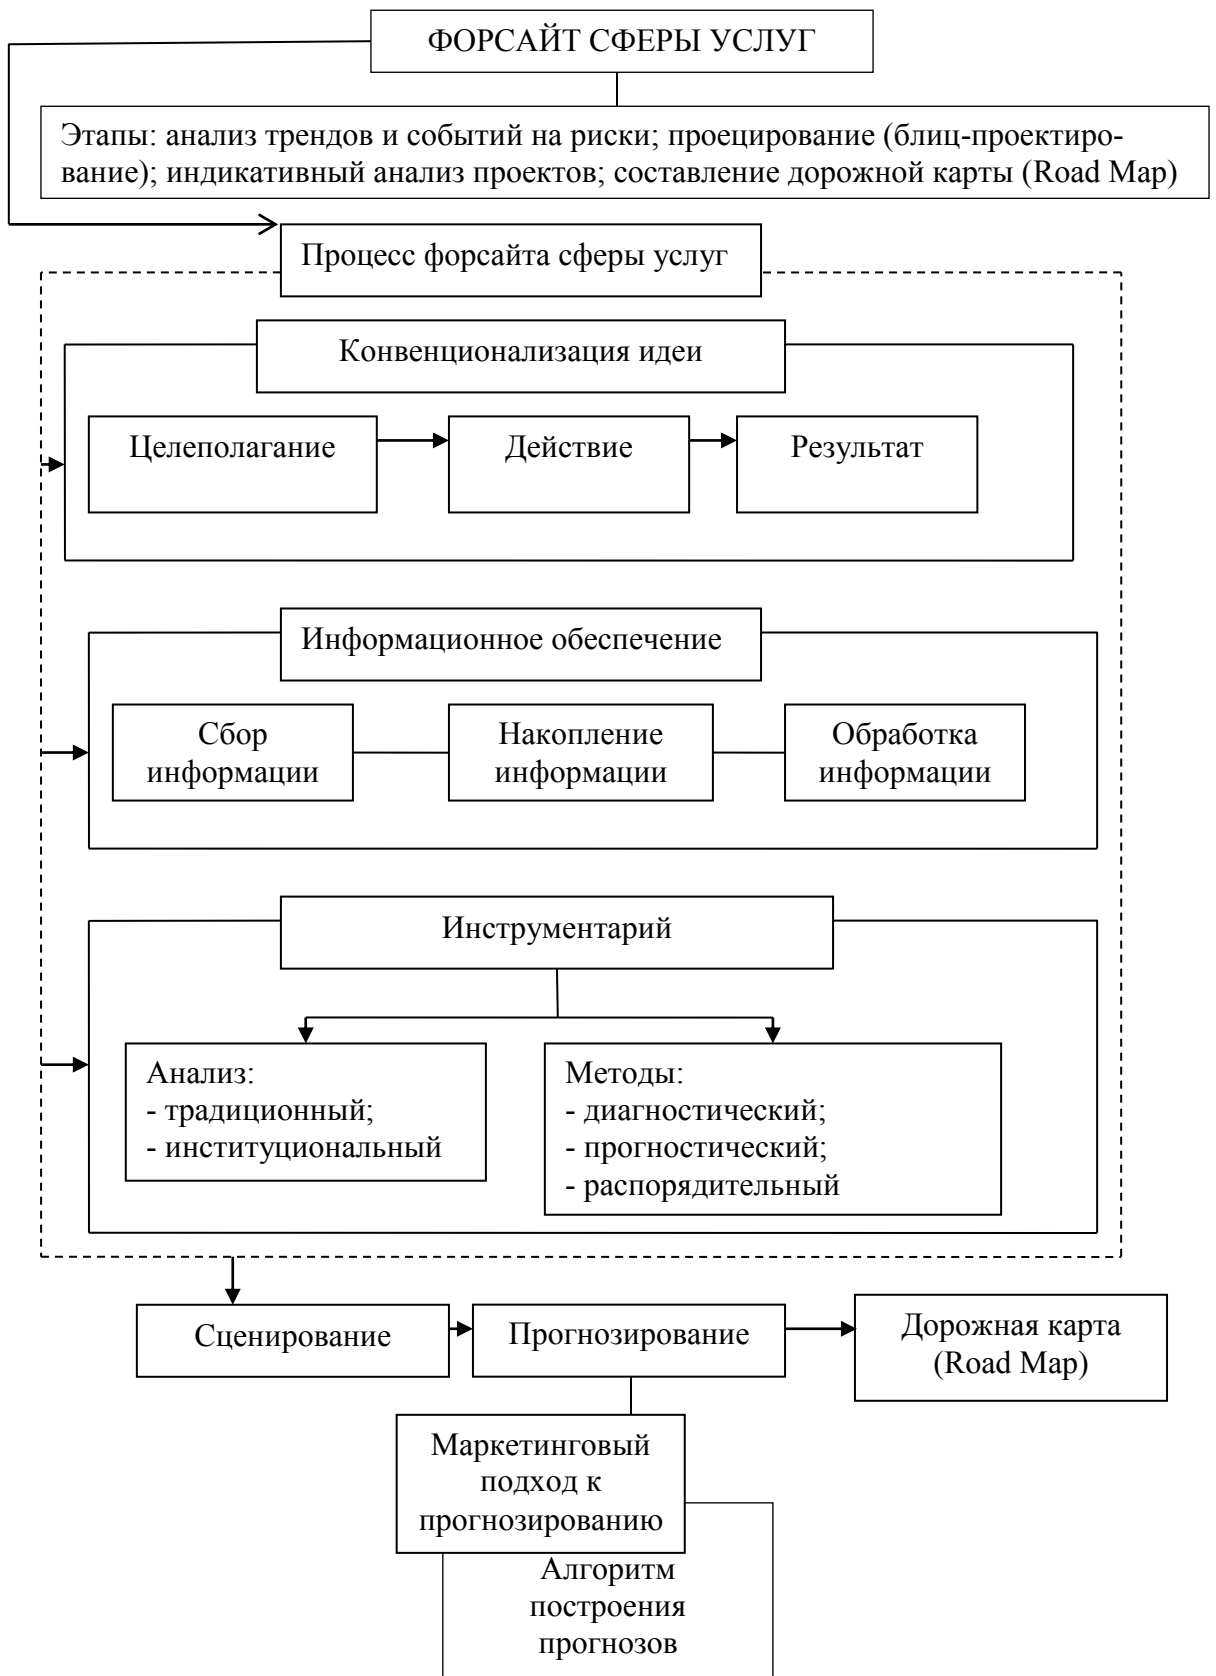 ФОРСАЙТ СФЕРЫ УСЛУГ
Этапы: анализ трендов и событий на риски; проецирование (блиц-проектиро-
вание); индикативный анализ проектов; составление дорожной карты (Road Map)
Процесс форсайта сферы услуг
Конвенционализация идеи
Целеполагание
Действие
Результат
Информационное обеспечение
Сбор
информации
Накопление
информации
Обработка
информации
Инструментарий
Анализ:
- традиционный;
- институциональный
Методы:
- диагностический;
- прогностический;
- распорядительный
Сценирование
Прогнозирование
Дорожная карта
(Road Map)
Маркетинговый
подход к
прогнозированию
Алгоритм
построения
прогнозов